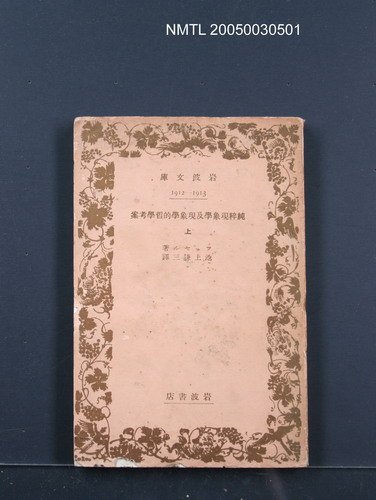 NMTL 20050030501
岩波文庫
1912—1913
純粹現象學及現象學的哲學考案
上
フッセル著
池上鎌三譯
岩波書店